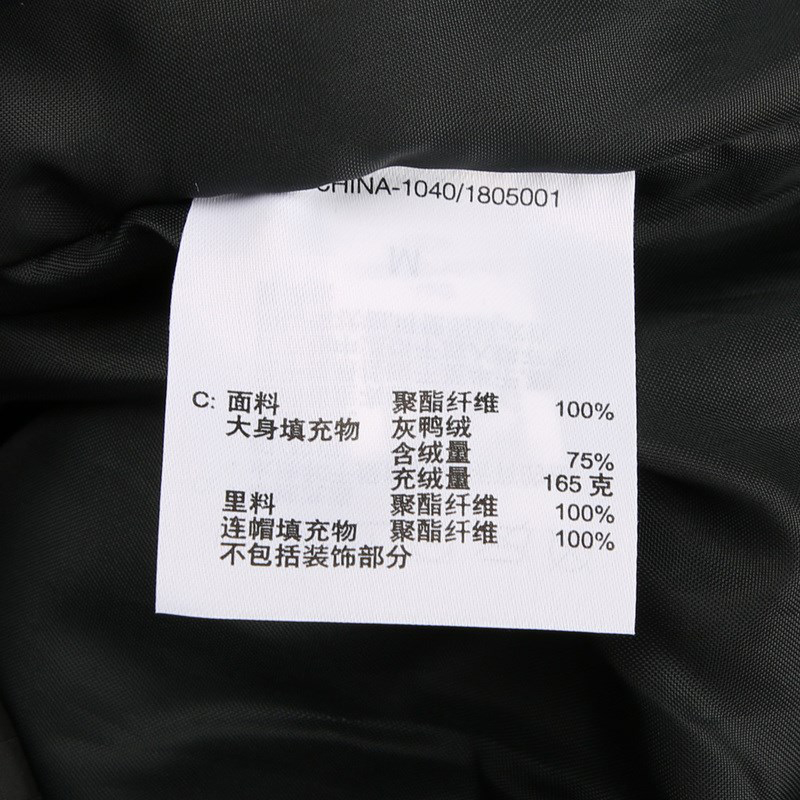 CHINA-1040/1805001
C: 面料 聚酯纤维 100%
大身填充物 灰鸭绒
含绒量 75%
充绒量 165 克
里料 聚酯纤维 100%
连帽填充物 聚酯纤维 100%
不包括装饰部分